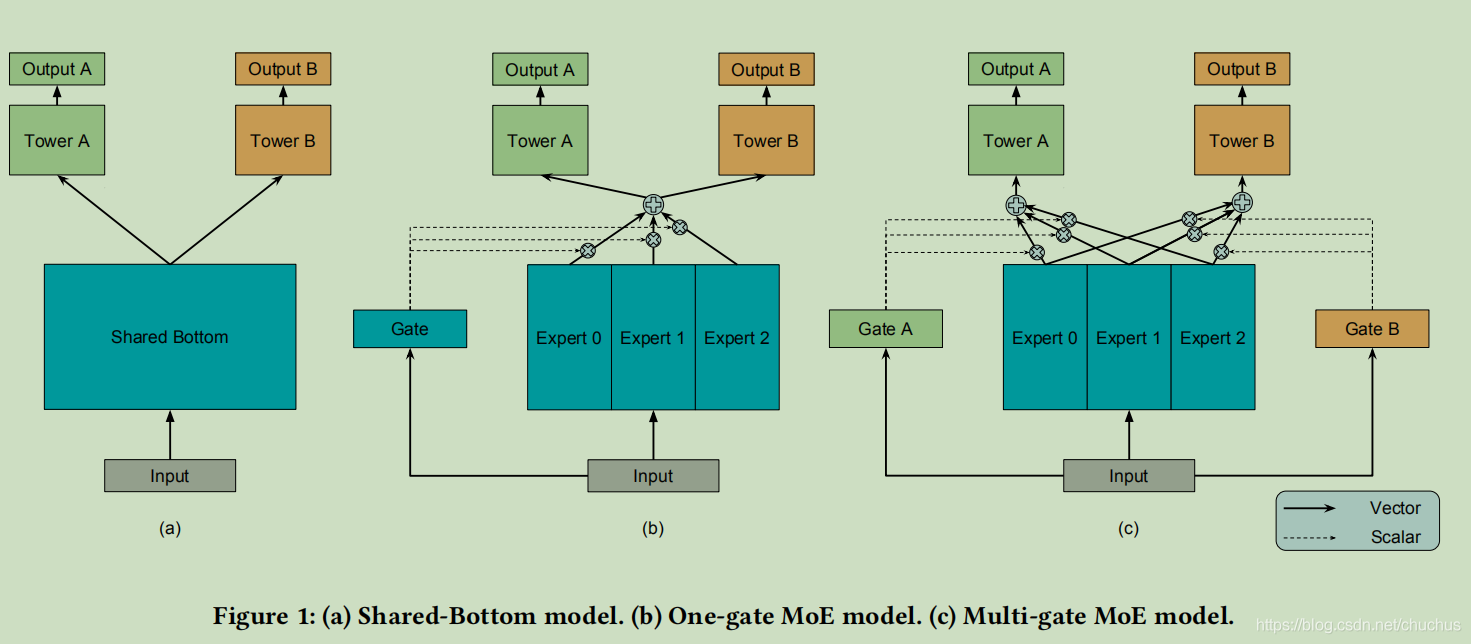 Output A Output B Output A Output B Output A Output B
Tower A Tower B Tower A Tower B Tower A Tower B
Shared Bottom
Gate
Expert 0 Expert 1 Expert 2
Gate A
Expert 0 Expert 1 Expert 2
Gate B
Input Input Input
(a) (b) (c)
Vector
Scalar
Figure 1: (a) Shared-Bottom model. (b) One-gate MoE model. (c) Multi-gate MoE model.
https://blog.csdn.net/chuchus